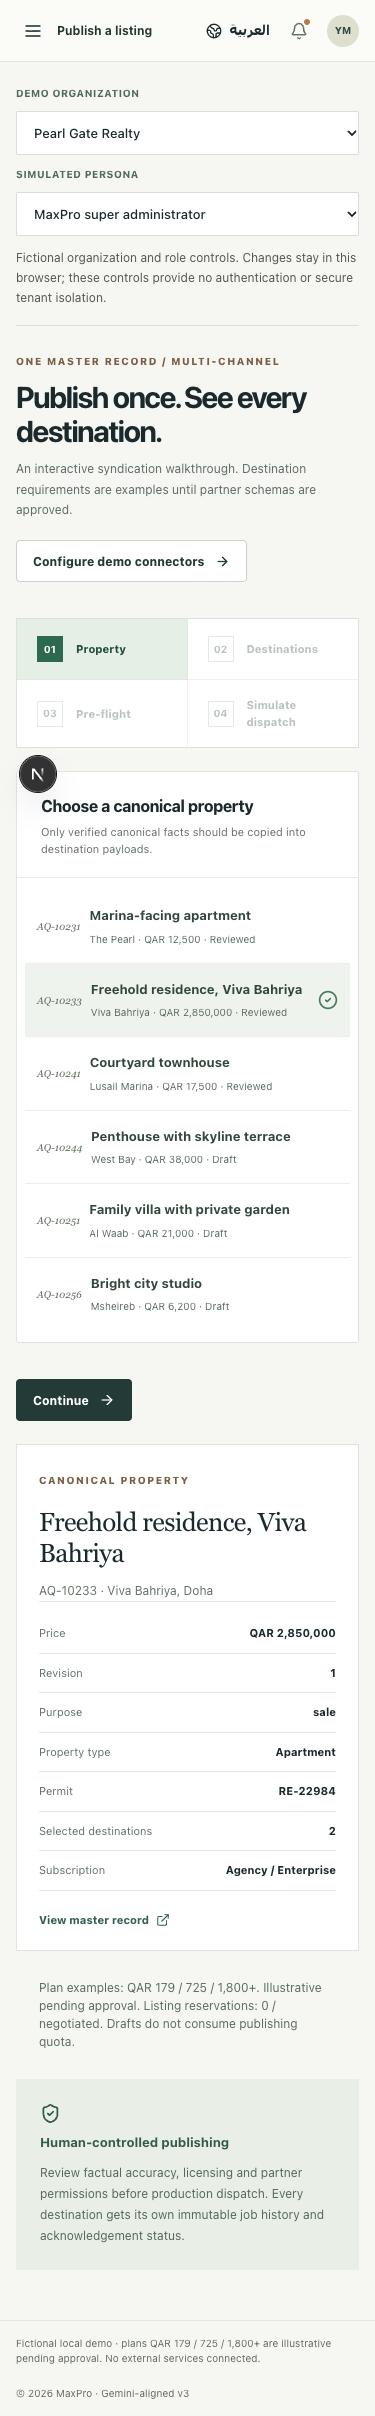 Publish a listing
العربية
YM
DEMO ORGANIZATION
Pearl Gate Realty
SIMULATED PERSONA
MaxPro super administrator
Fictional organization and role controls. Changes stay in this
browser; these controls provide no authentication or secure
tenant isolation.
ONE MASTER RECORD / MULTI-CHANNEL
Publish once. See every
destination.
An interactive syndication walkthrough. Destination
requirements are examples until partner schemas are
approved.
Configure demo connectors
01 Property
02 Destinations
03 Pre-flight
04 Simulate
dispatch
N
Choose a canonical property
Only verified canonical facts should be copied into
destination payloads.
AQ-10231
Marina-facing apartment
The Pearl · QAR 12,500 · Reviewed
AQ-10233
Freehold residence, Viva Bahriya
Viva Bahriya · QAR 2,850,000 · Reviewed
AQ-10241
Courtyard townhouse
Lusail Marina · QAR 17,500 · Reviewed
AQ-10244
Penthouse with skyline terrace
West Bay · QAR 38,000 · Draft
AQ-10251
Family villa with private garden
Al Waab · QAR 21,000 · Draft
AQ-10256
Bright city studio
Msheireb · QAR 6,200 · Draft
Continue
CANONICAL PROPERTY
Freehold residence, Viva
Bahriya
AQ-10233 · Viva Bahriya, Doha
Price QAR 2,850,000
Revision 1
Purpose sale
Property type Apartment
Permit RE-22984
Selected destinations 2
Subscription Agency / Enterprise
View master record
Plan examples: QAR 179 / 725 / 1,800+. Illustrative
pending approval. Listing reservations: 0 /
negotiated. Drafts do not consume publishing
quota.
Human-controlled publishing
Review factual accuracy, licensing and partner
permissions before production dispatch. Every
destination gets its own immutable job history and
acknowledgement status.
Fictional local demo · plans QAR 179 / 725 / 1,800+ are illustrative
pending approval. No external services connected.
© 2026 MaxPro · Gemini-aligned v3